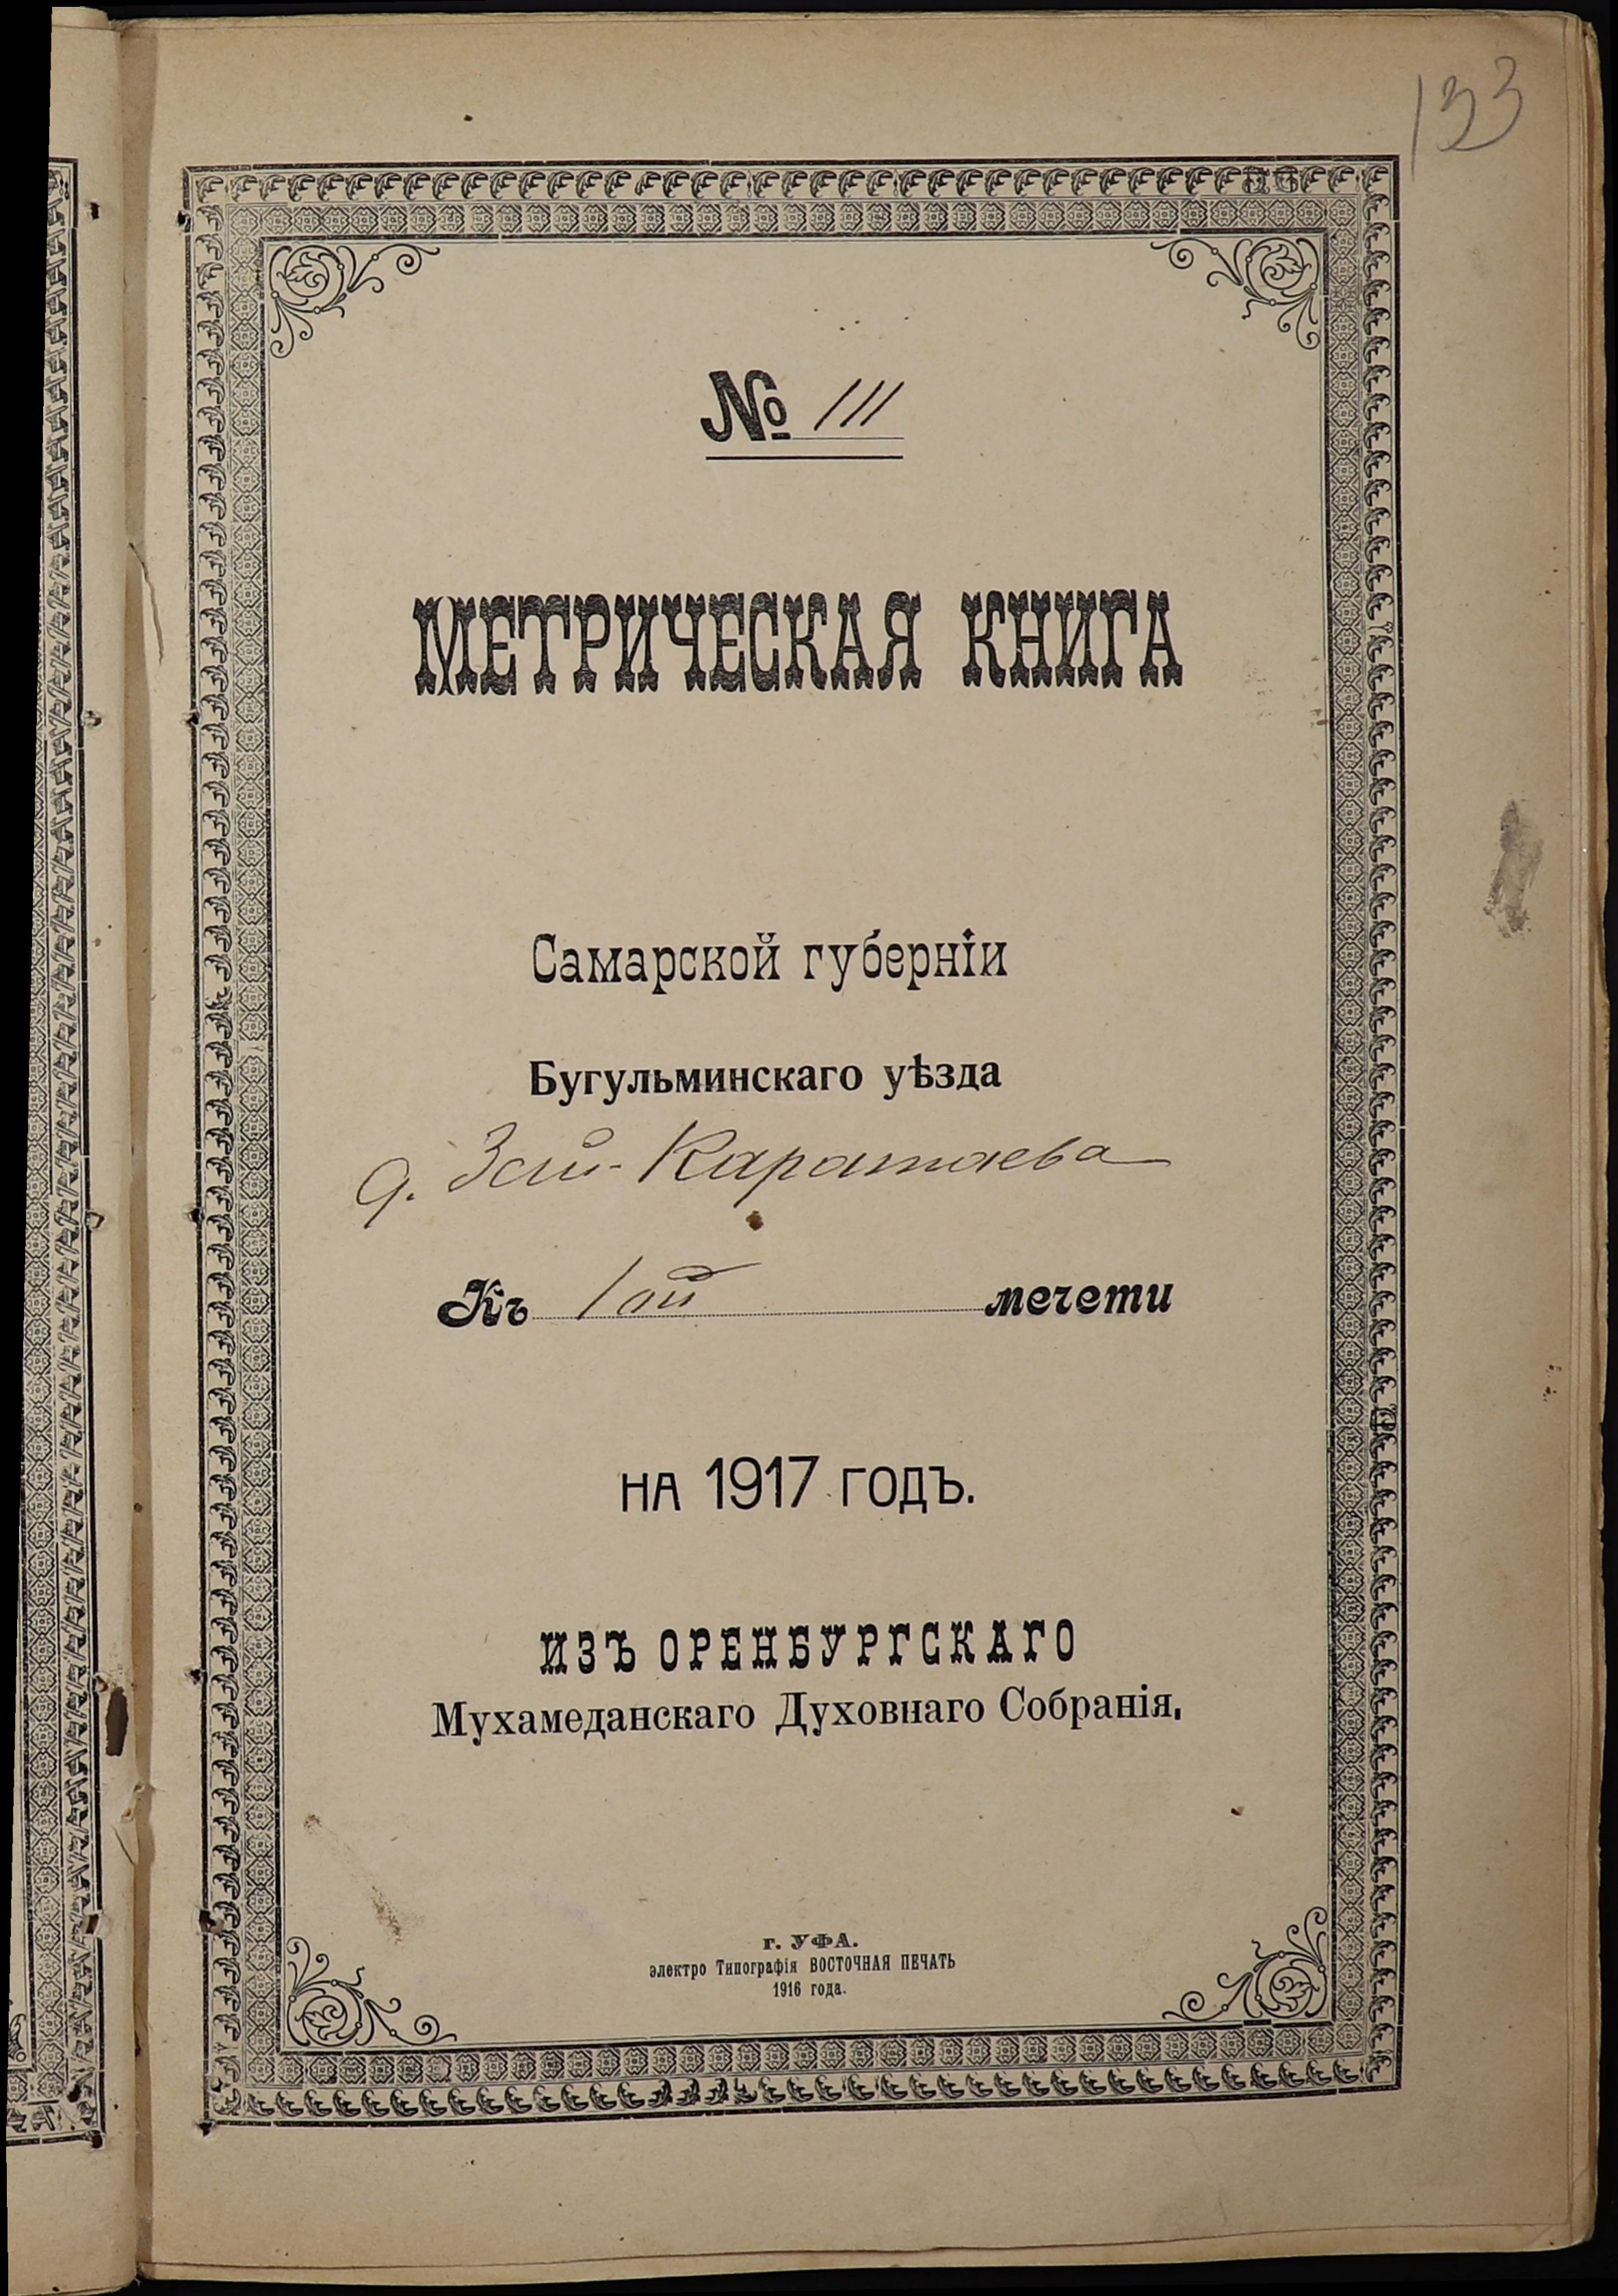 133
№ 111
МЕТРИЧЕСКАЯ КНИГА
Самарской губерніи
Бугульминскаго уѣзда
д. Зай-Каратаева
Къ 1ой мечети
НА 1917 ГОДЪ.
ИЗЪ ОРЕНБУРГСКАГО
Мухамеданскаго Духовнаго Собранія.
г. УФА.
электро Типографія ВОСТОЧНАЯ ПЕЧАТЬ
1916 года.